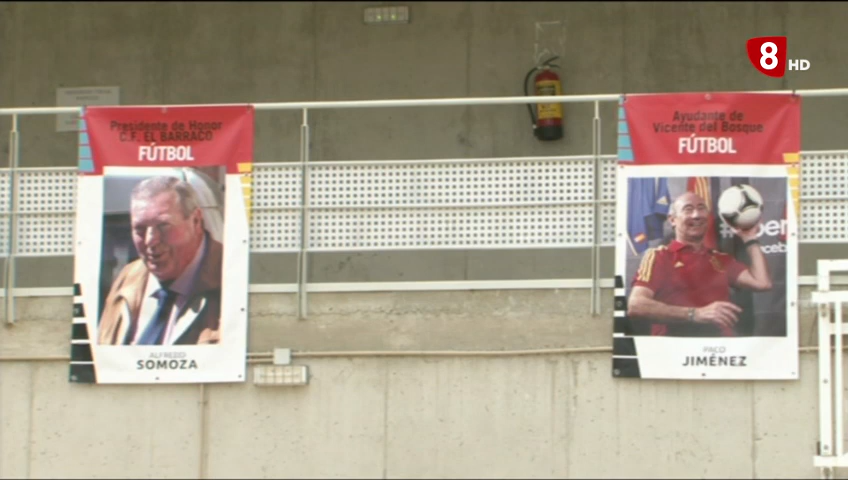 8 HD
Presidente de Honor
C.F. EL BARRACO
FÚTBOL
ALFREDO
SOMOZA
Ayudante de
Vicente del Bosque
FÚTBOL
PACO
JIMÉNEZ